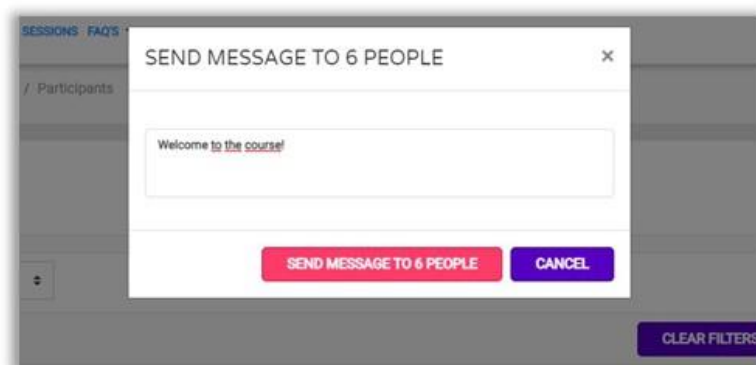 SESSIONS FAQ'S
SEND MESSAGE TO 6 PEOPLE ×
/ Participants
Welcome to the course!
SEND MESSAGE TO 6 PEOPLE CANCEL
CLEAR FILTERS